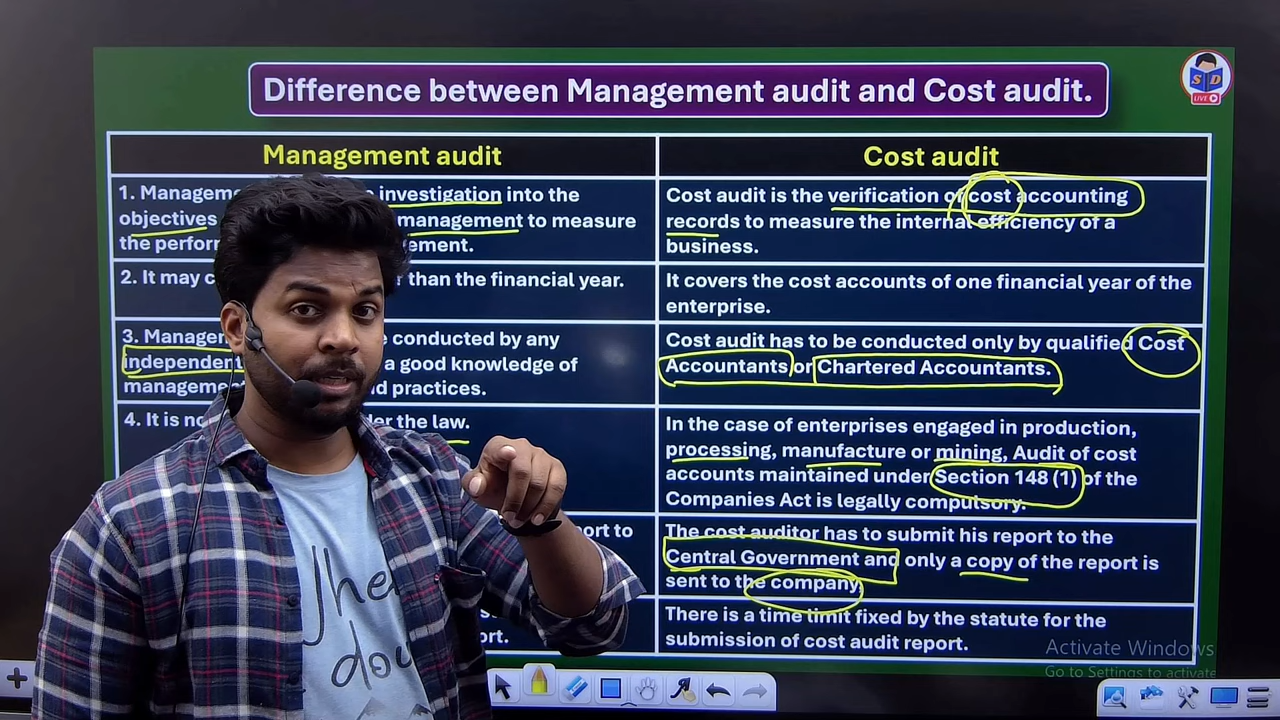 Difference between Management audit and Cost audit.
S D
LIVE
Management audit
Cost audit
1. investigation into the
objectives management to measure
the
2. It may than the financial year.
3. conducted by any
independent a good knowledge of
practices.
4. It is the law.
report to
Cost audit is the verification of cost accounting
records to measure the internal efficiency of a
business.
It covers the cost accounts of one financial year of the
enterprise.
Cost audit has to be conducted only by qualified Cost
Accountants or Chartered Accountants.
In the case of enterprises engaged in production,
processing, manufacture or mining, Audit of cost
accounts maintained under Section 148 (1) of the
Companies Act is legally compulsory.
The cost auditor has to submit his report to the
Central Government and only a copy of the report is
sent to the company.
There is a time limit fixed by the statute for the
submission of cost audit report.
Activate Windows
Go to Settings to activate